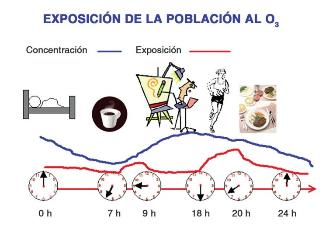 EXPOSICIÓN DE LA POBLACIÓN AL O3
Concentración Exposición
0 h 7 h 9 h 18 h 20 h 24 h